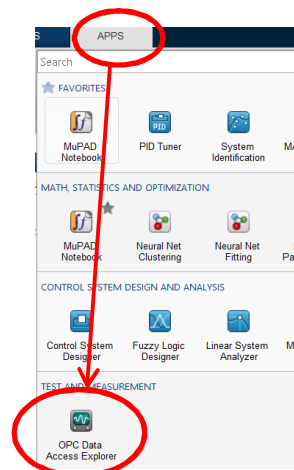 S APPS
Search
FAVORITES
MuPAD Notebook PID Tuner System Identification
MATH, STATISTICS AND OPTIMIZATION
MuPAD Notebook Neural Net Clustering Neural Net Fitting
CONTROL SYSTEM DESIGN AND ANALYSIS
Control System Designer Fuzzy Logic Designer Linear System Analyzer
TEST AND MEASUREMENT
OPC Data Access Explorer